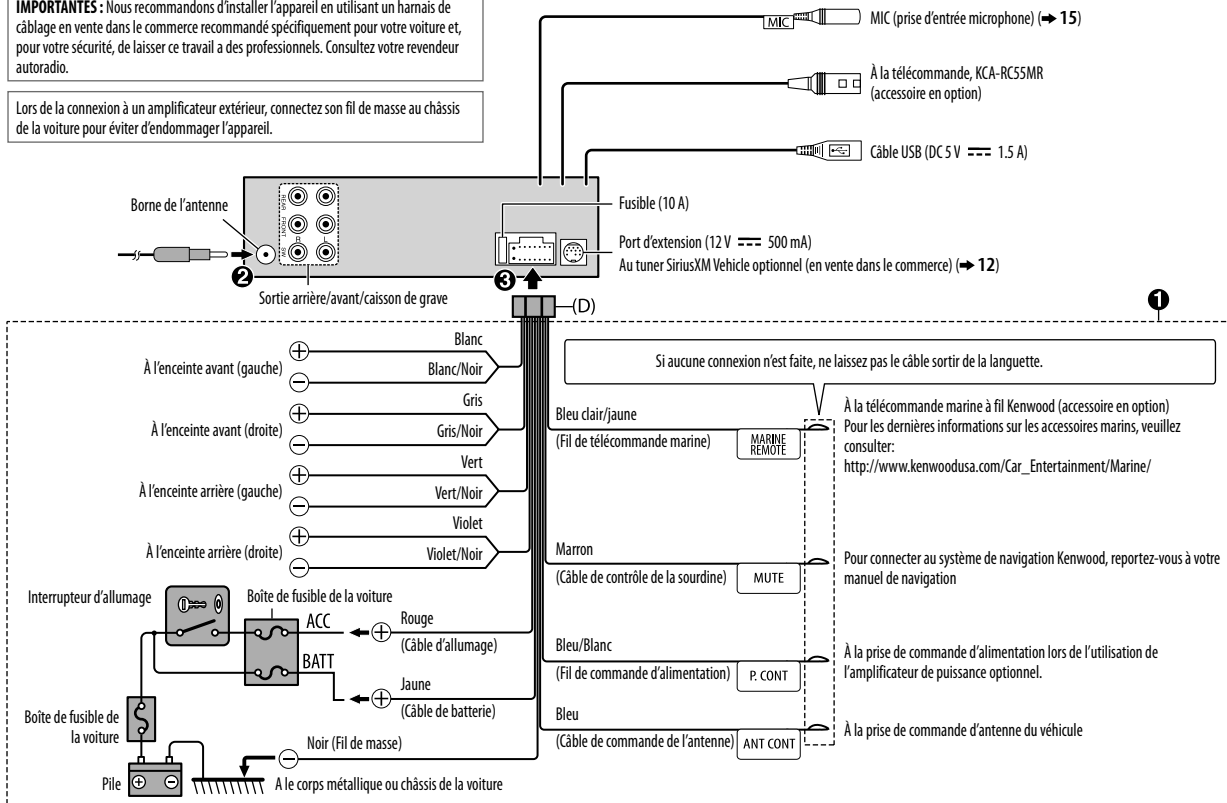 IMPORTANTES : Nous recommandons d'installer l'appareil en utilisant un harnais de
câblage en vente dans le commerce recommandé spécifiquement pour votre voiture et,
pour votre sécurité, de laisser ce travail a des professionnels. Consultez votre revendeur
autoradio.
Lors de la connexion à un amplificateur extérieur, connectez son fil de masse au châssis
de la voiture pour éviter d'endommager l'appareil.
MIC
MIC (prise d'entrée microphone) (➡ 15)
À la télécommande, KCA-RC55MR
(accessoire en option)
Câble USB (DC 5 V ⎓ 1.5 A)
Borne de l'antenne
REAR
FRONT
SW
R
L
Fusible (10 A)
Port d'extension (12 V ⎓ 500 mA)
Au tuner SiriusXM Vehicle optionnel (en vente dans le commerce) (➡ 12)
❷
❸
Sortie arrière/avant/caisson de grave
(D)
❶
Si aucune connexion n'est faite, ne laissez pas le câble sortir de la languette.
À l'enceinte avant (gauche)
⊕
Blanc
⊖
Blanc/Noir
À l'enceinte avant (droite)
⊕
Gris
⊖
Gris/Noir
À l'enceinte arrière (gauche)
⊕
Vert
⊖
Vert/Noir
À l'enceinte arrière (droite)
⊕
Violet
⊖
Violet/Noir
Bleu clair/jaune
(Fil de télécommande marine)
MARINE
REMOTE
À la télécommande marine à fil Kenwood (accessoire en option)
Pour les dernières informations sur les accessoires marins, veuillez
consulter:
http://www.kenwoodusa.com/Car_Entertainment/Marine/
Marron
(Câble de contrôle de la sourdine)
MUTE
Pour connecter au système de navigation Kenwood, reportez-vous à votre
manuel de navigation
Interrupteur d'allumage
Boîte de fusible de la voiture
ACC
⊕
Rouge
(Câble d'allumage)
BATT
⊕
Jaune
(Câble de batterie)
Bleu/Blanc
(Fil de commande d'alimentation)
P. CONT
À la prise de commande d'alimentation lors de l'utilisation de
l'amplificateur de puissance optionnel.
Bleu
(Câble de commande de l'antenne)
ANT CONT
À la prise de commande d'antenne du véhicule
Boîte de fusible de
la voiture
Noir (Fil de masse)
⊖
Pile
⊕ ⊖
A le corps métallique ou châssis de la voiture